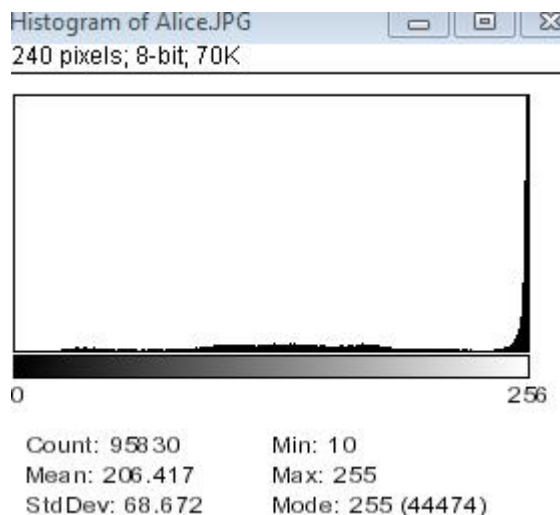 Histogram of Alice.JPG
240 pixels; 8-bit; 70K
0 256
Count: 95830 Min: 10
Mean: 206.417 Max: 255
StdDev: 68.672 Mode: 255 (44474)